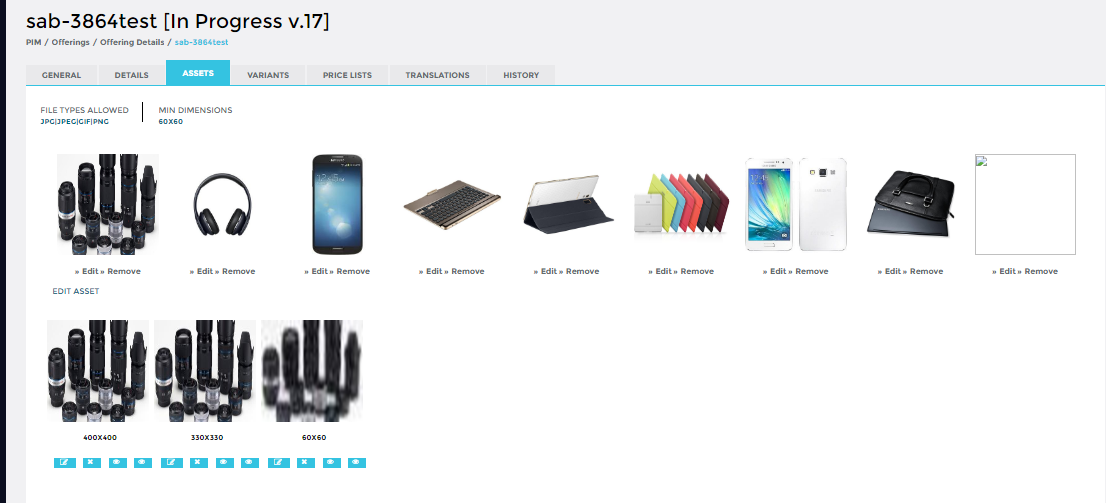 sab-3864test [In Progress v.17]
PIM / Offerings / Offering Details / sab-3864test
GENERAL DETAILS ASSETS VARIANTS PRICE LISTS TRANSLATIONS HISTORY
FILE TYPES ALLOWED MIN DIMENSIONS
JPG|JPEG|GIF|PNG 60X60
» Edit » Remove » Edit » Remove » Edit » Remove » Edit » Remove » Edit » Remove » Edit » Remove » Edit » Remove » Edit » Remove » Edit » Remove
EDIT ASSET
400X400 330X330 60X60